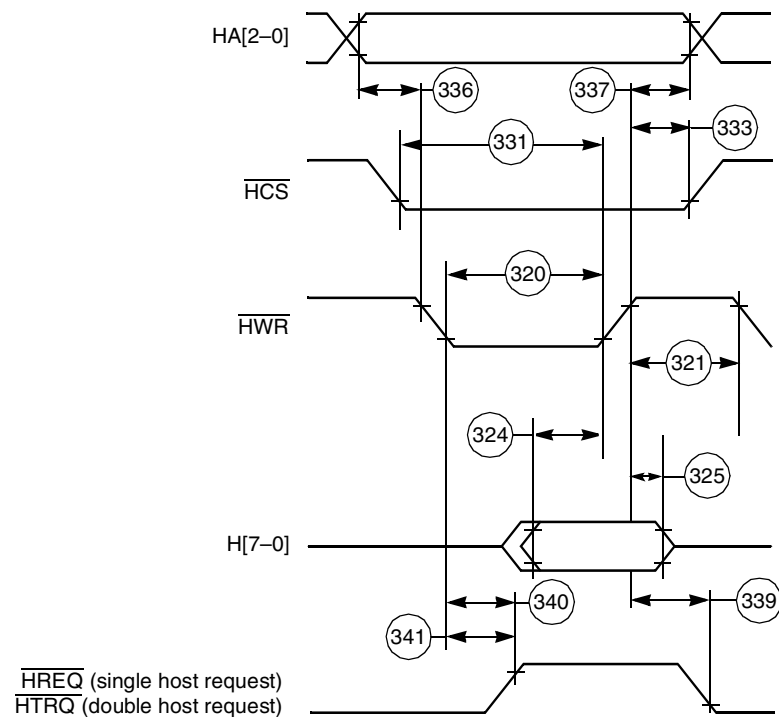 HA[2–0]
336
337
333
331
HCS
320
HWR
321
324
325
H[7–0]
340
339
341
HREQ (single host request)
HTRQ (double host request)